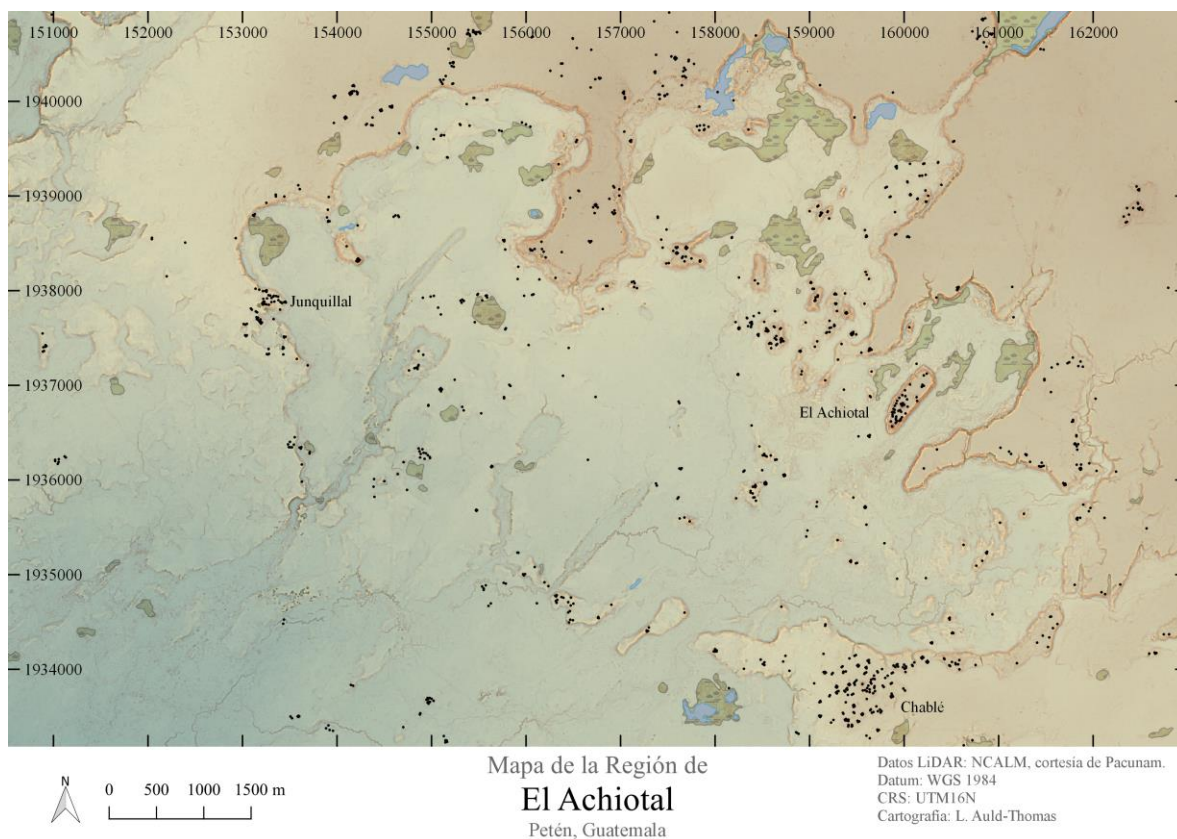 151000 152000 153000 154000 155000 156000 157000 158000 159000 160000 161000 162000
1940000
1939000
1938000
Junquillal
1937000
El Achiotal
1936000
1935000
1934000
Chablé
N
0 500 1000 1500 m
Mapa de la Región de
El Achiotal
Petén, Guatemala
Datos LiDAR: NCALM, cortesia de Pacunam.
Datum: WGS 1984
CRS: UTM16N
Cartografía: L. Auld-Thomas